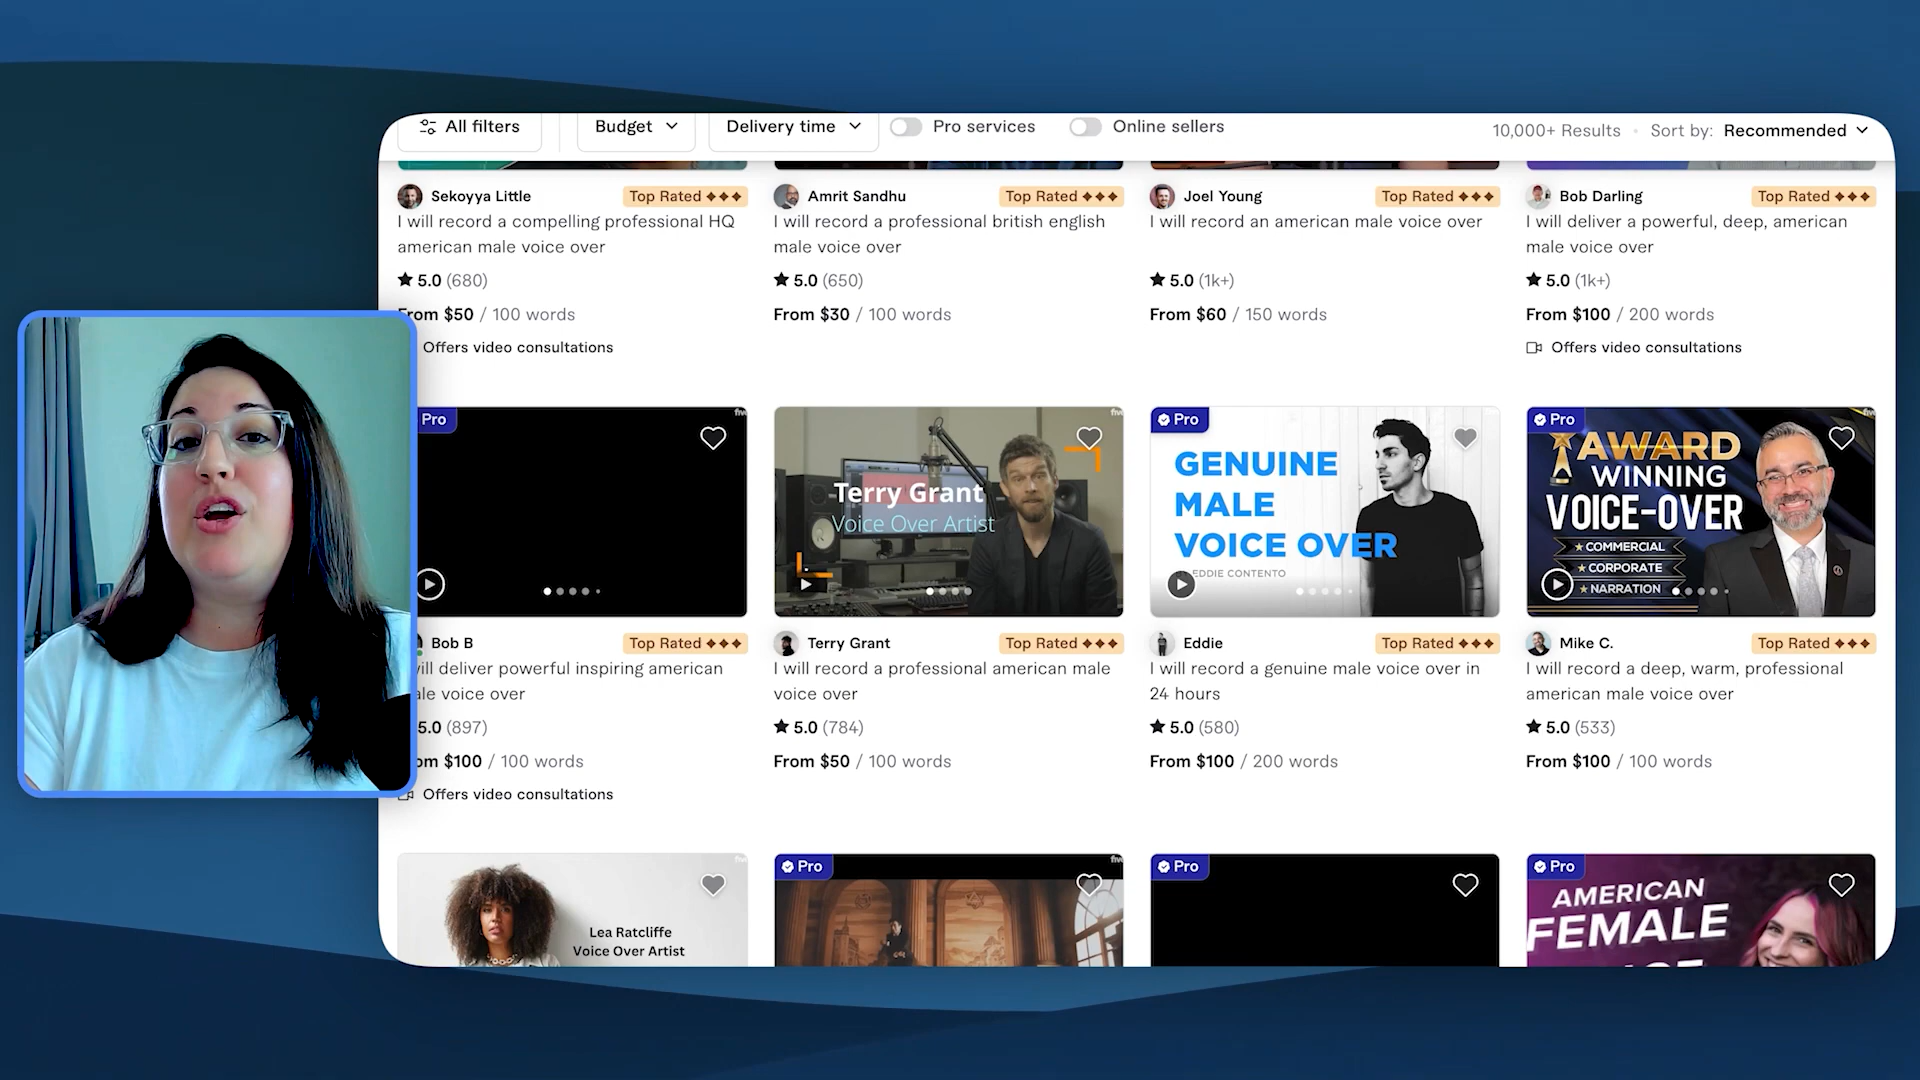 All filters
Budget
Delivery time
Pro services
Online sellers
10,000+ Results
Sort by: Recommended
Sekoyya Little
Top Rated
I will record a compelling professional HQ
american male voice over
5.0 (680)
From $50 / 100 words
Offers video consultations
Amrit Sandhu
Top Rated
I will record a professional british english
male voice over
5.0 (650)
From $30 / 100 words
Joel Young
Top Rated
I will record an american male voice over
5.0 (1k+)
From $60 / 150 words
Bob Darling
Top Rated
I will deliver a powerful, deep, american
male voice over
5.0 (1k+)
From $100 / 200 words
Offers video consultations
Pro
Bob B
Top Rated
will deliver powerful inspiring american
ale voice over
5.0 (897)
om $100 / 100 words
Offers video consultations
Terry Grant
Voice Over Artist
Terry Grant
Top Rated
I will record a professional american male
voice over
5.0 (784)
From $50 / 100 words
Pro
GENUINE
MALE
VOICE OVER
EDDIE CONTENTO
Eddie
Top Rated
I will record a genuine male voice over in
24 hours
5.0 (580)
From $100 / 200 words
Pro
AWARD
WINNING
VOICE-OVER
COMMERCIAL
CORPORATE
NARRATION
Mike C.
Top Rated
I will record a deep, warm, professional
american male voice over
5.0 (533)
From $100 / 100 words
Lea Ratcliffe
Voice Over Artist
Pro
Pro
Pro
AMERICAN
FEMALE